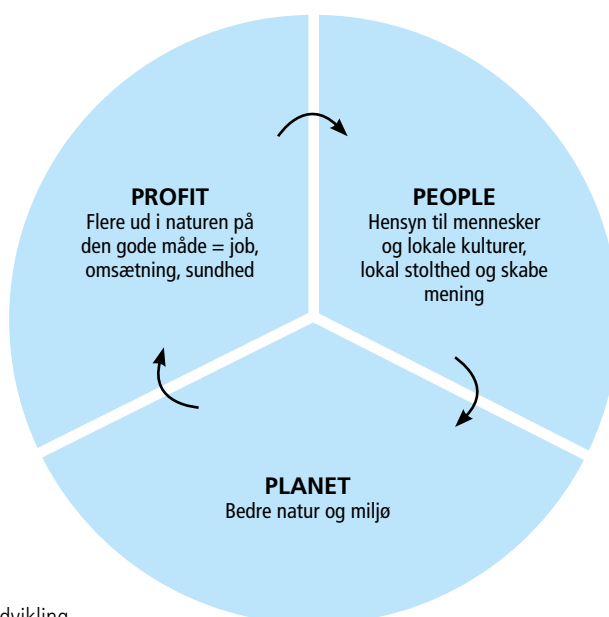 PROFIT
Flere ud i naturen på
den gode måde = job,
omsætning, sundhed
PEOPLE
Hensyn til mennesker
og lokale kulturer,
lokal stolthed og skabe
mening
PLANET
Bedre natur og miljø